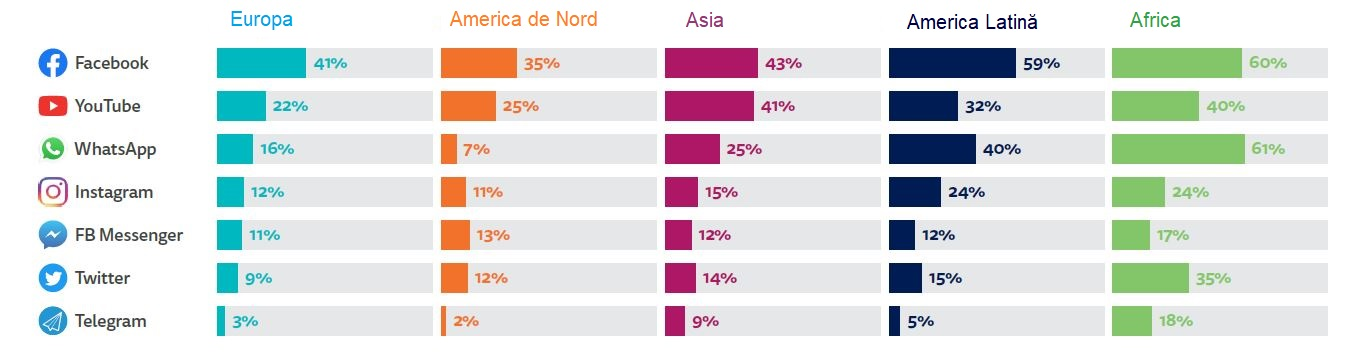 Europa America de Nord Asia America Latină Africa
Facebook 41% 35% 43% 59% 60%
YouTube 22% 25% 41% 32% 40%
WhatsApp 16% 7% 25% 40% 61%
Instagram 12% 11% 15% 24% 24%
FB Messenger 11% 13% 12% 12% 17%
Twitter 9% 12% 14% 15% 35%
Telegram 3% 2% 9% 5% 18%